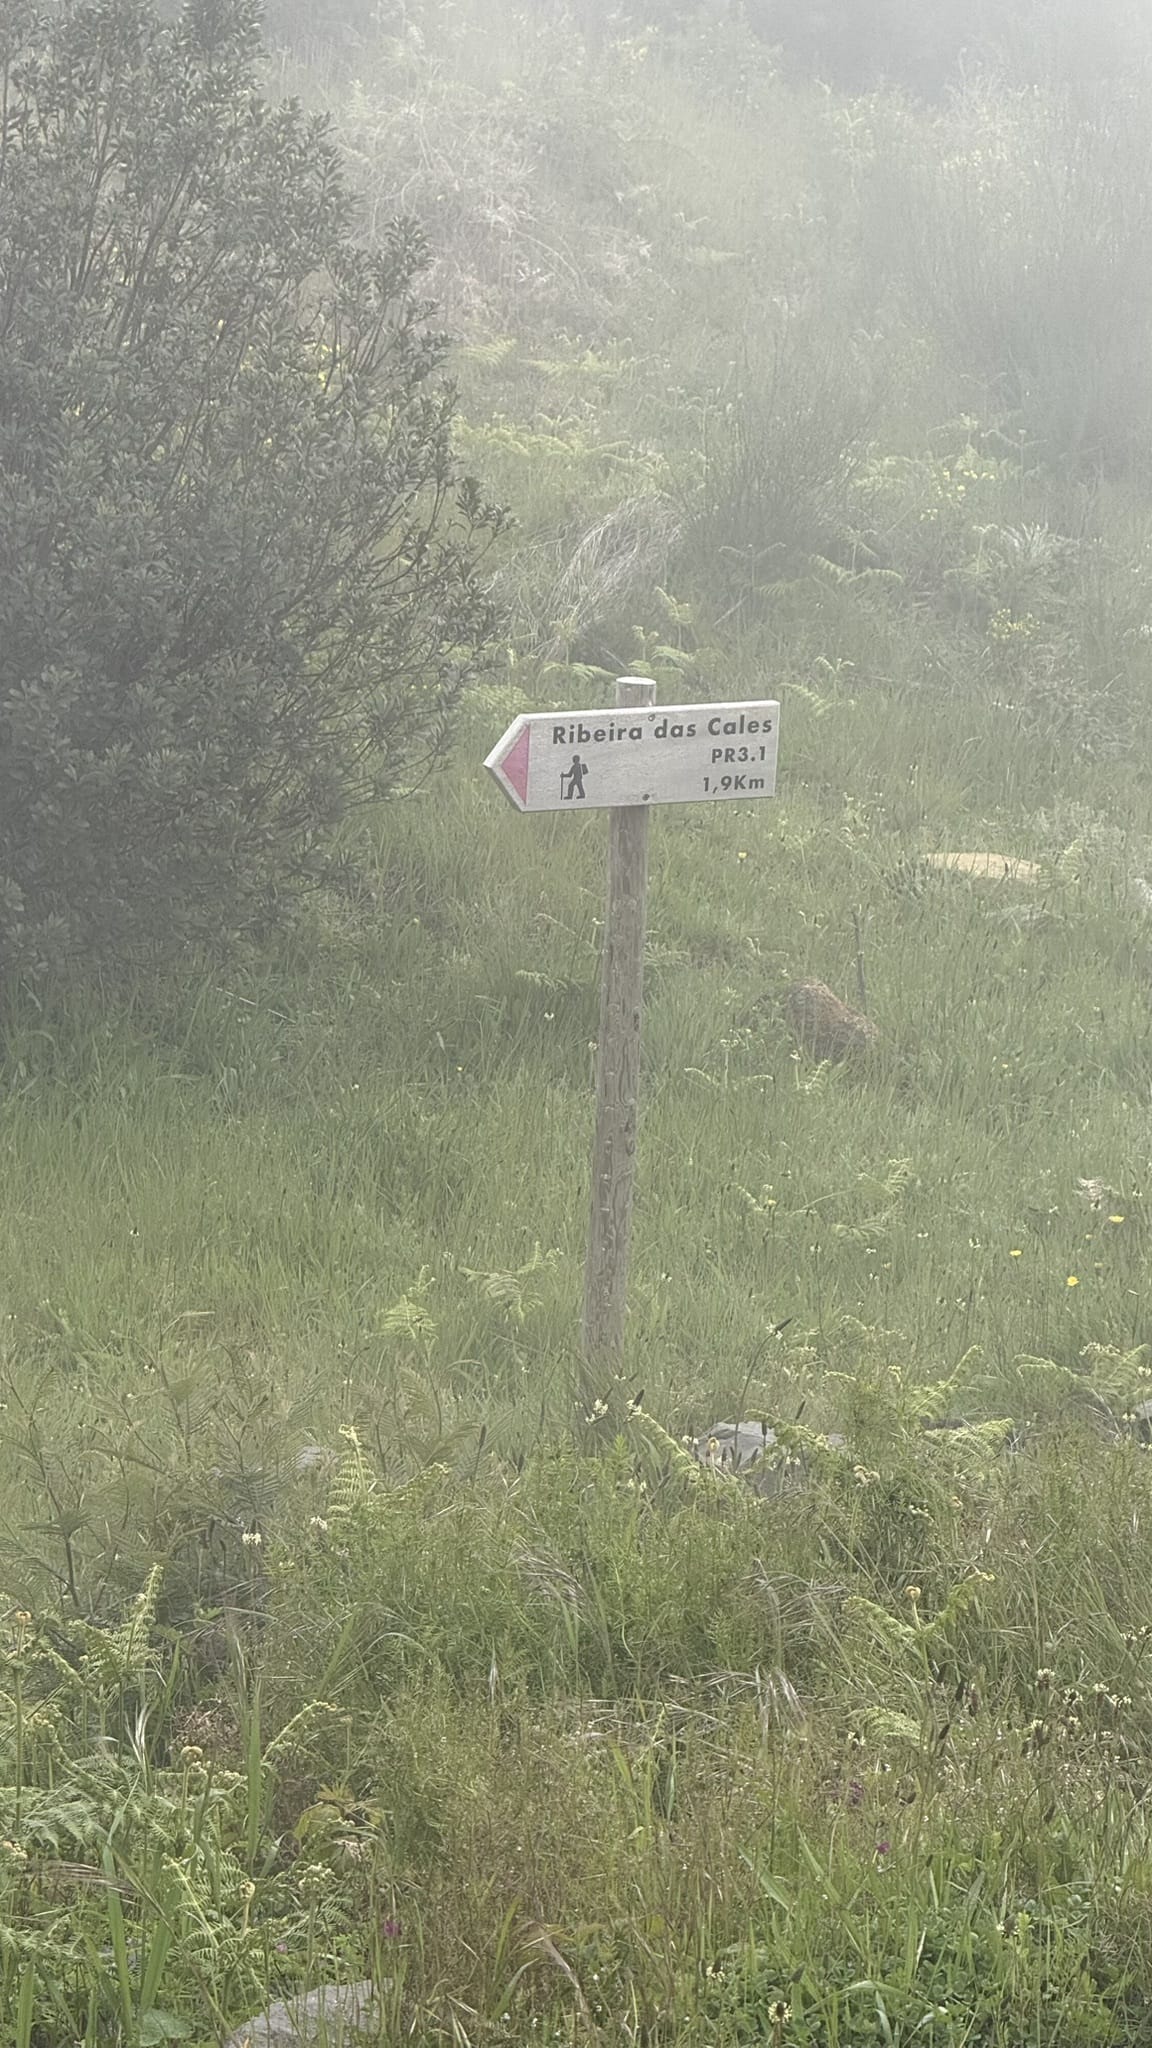 Ribeira das Cales
PR3.1
1,9Km